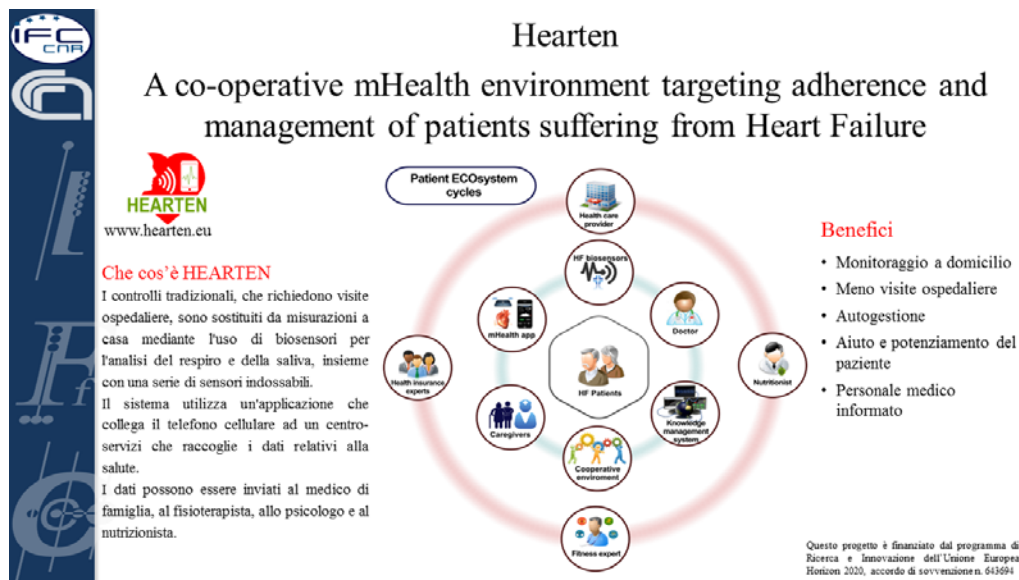 IFC
CNR
Hearten
A co-operative mHealth environment targeting adherence and
management of patients suffering from Heart Failure
HEARTEN
www.hearten.eu
Che cos'è HEARTEN
I controlli tradizionali, che richiedono visite
ospedaliere, sono sostituiti da misurazioni a
casa mediante l'uso di biosensori per
l'analisi del respiro e della saliva, insieme
con una serie di sensori indossabili.
Il sistema utilizza un'applicazione che
collega il telefono cellulare ad un centro-
servizi che raccoglie i dati relativi alla
salute.
I dati possono essere inviati al medico di
famiglia, al fisioterapista, allo psicologo e al
nutrizionista.
Patient ECOsystem
cycles
Health care
provider
HF biosensors
mHealth app
Doctor
Health insurance
experts
HF Patients
Nutritionist
Caregivers
Knowledge
management
system
Cooperative
enviroment
Fitness expert
Benefici
• Monitoraggio a domicilio
• Meno visite ospedaliere
• Autogestione
• Aiuto e potenziamento del
paziente
• Personale medico
informato
Questo progetto è finanziato dal programma di
Ricerca e Innovazione dell'Unione Europea
Horizon 2020, accordo di sovvenzione n. 643694